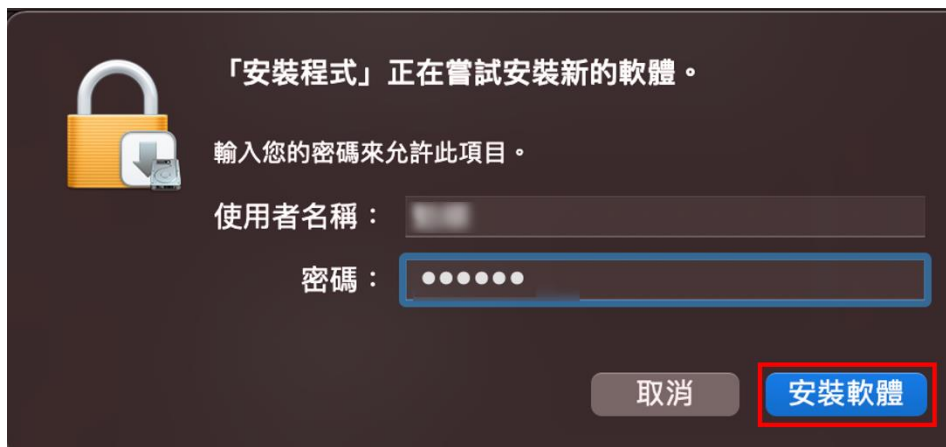 「安裝程式」正在嘗試安裝新的軟體。
輸入您的密碼來允許此項目。
使用者名稱：
密碼：●●●●●●
取消 安裝軟體